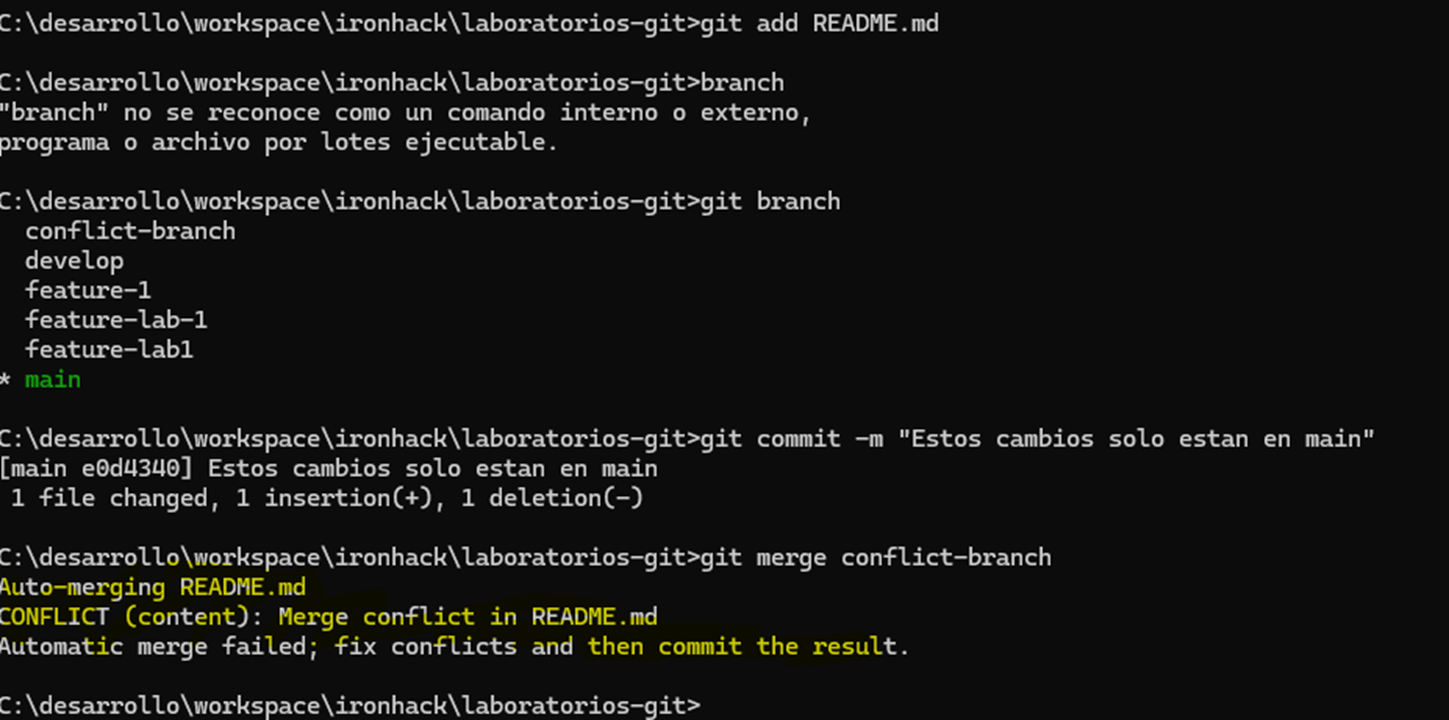 C:\desarrollo\workspace\ironhack\laboratorios-git>git add README.md
C:\desarrollo\workspace\ironhack\laboratorios-git>branch
"branch" no se reconoce como un comando interno o externo,
programa o archivo por lotes ejecutable.
C:\desarrollo\workspace\ironhack\laboratorios-git>git branch
conflict-branch
develop
feature-1
feature-lab-1
feature-lab1
* main
C:\desarrollo\workspace\ironhack\laboratorios-git>git commit -m "Estos cambios solo estan en main"
[main e0d4340] Estos cambios solo estan en main
1 file changed, 1 insertion(+), 1 deletion(-)
C:\desarrollo\workspace\ironhack\laboratorios-git>git merge conflict-branch
Auto-merging README.md
CONFLICT (content): Merge conflict in README.md
Automatic merge failed; fix conflicts and then commit the result.
C:\desarrollo\workspace\ironhack\laboratorios-git>